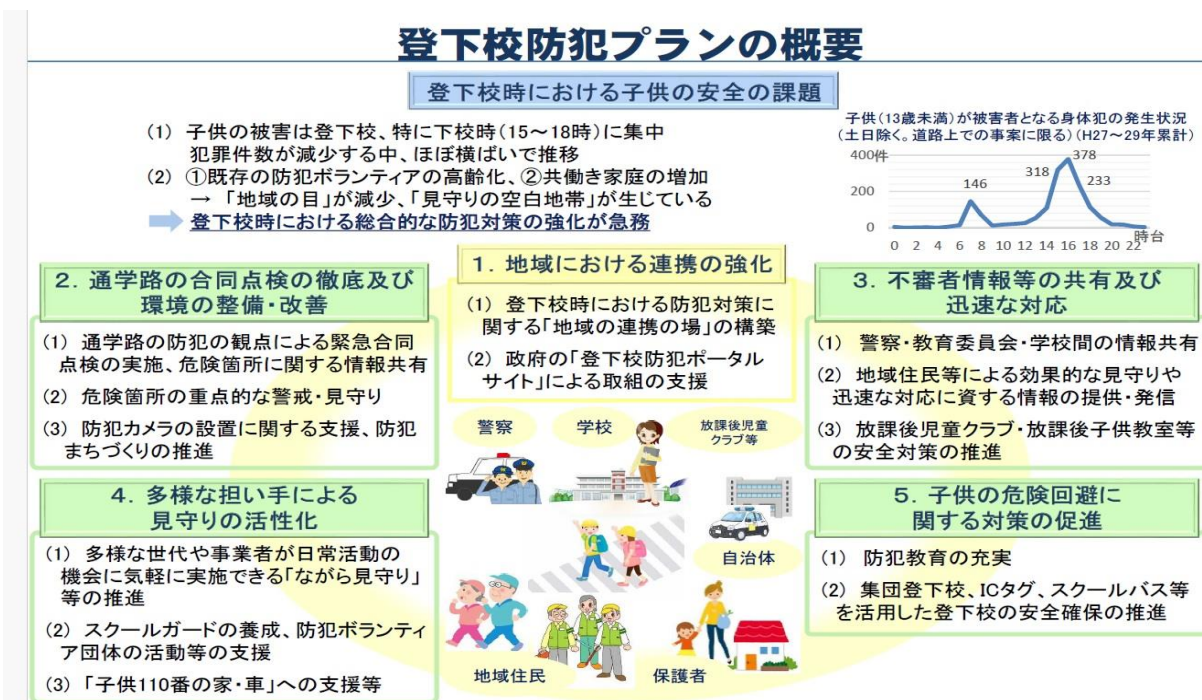 登下校防犯プランの概要
登下校時における子供の安全の課題
(1) 子供の被害は登下校、特に下校時(15~18時)に集中
犯罪件数が減少する中、ほぼ横ばいで推移
(2) ①既存の防犯ボランティアの高齢化、②共働き家庭の増加
→ 「地域の目」が減少、「見守りの空白地帯」が生じている
登下校時における総合的な防犯対策の強化が急務
子供(13歳未満)が被害者となる身体犯の発生状況
(土日除く。道路上での事案に限る)(H27~29年累計)
400件
200
0
146
318
378
233
0 2 4 6 8 10 12 14 16 18 20 22
時台
1. 地域における連携の強化
(1) 登下校時における防犯対策に
関する「地域の連携の場」の構築
(2) 政府の「登下校防犯ポータル
サイト」による取組の支援
2. 通学路の合同点検の徹底及び
環境の整備・改善
(1) 通学路の防犯の観点による緊急合同
点検の実施、危険箇所に関する情報共有
(2) 危険箇所の重点的な警戒・見守り
(3) 防犯カメラの設置に関する支援、防犯
まちづくりの推進
3. 不審者情報等の共有及び
迅速な対応
(1) 警察・教育委員会・学校間の情報共有
(2) 地域住民等による効果的な見守りや
迅速な対応に資する情報の提供・発信
(3) 放課後児童クラブ・放課後子供教室等
の安全対策の推進
4. 多様な担い手による
見守りの活性化
(1) 多様な世代や事業者が日常活動の
機会に気軽に実施できる「ながら見守り」
等の推進
(2) スクールガードの養成、防犯ボランティ
ア団体の活動等の支援
(3) 「子供110番の家・車」への支援等
5. 子供の危険回避に
関する対策の促進
(1) 防犯教育の充実
(2) 集団登下校、ICタグ、スクールバス等
を活用した登下校の安全確保の推進
警察
学校
放課後児童
クラブ等
自治体
地域住民
保護者